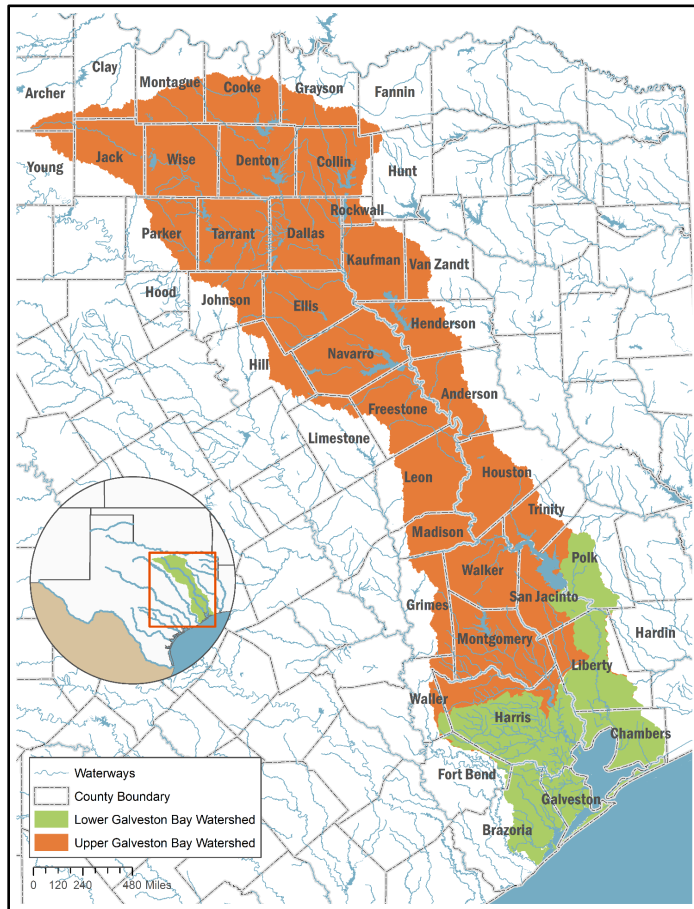 Clay
Montague
Cooke
Grayson
Fannin
Archer
Young
Jack
Wise
Denton
Collin
Hunt
Rockwall
Parker
Tarrant
Dallas
Kaufman
Van Zandt
Hood
Johnson
Ellis
Henderson
Hill
Navarro
Anderson
Freestone
Limestone
Leon
Houston
Trinity
Madison
Polk
Walker
San Jacinto
Grimes
Hardin
Montgomery
Liberty
Waller
Harris
Chambers
Fort Bend
Galveston
Brazoria
Waterways
County Boundary
Lower Galveston Bay Watershed
Upper Galveston Bay Watershed
0 120 240 480 Miles